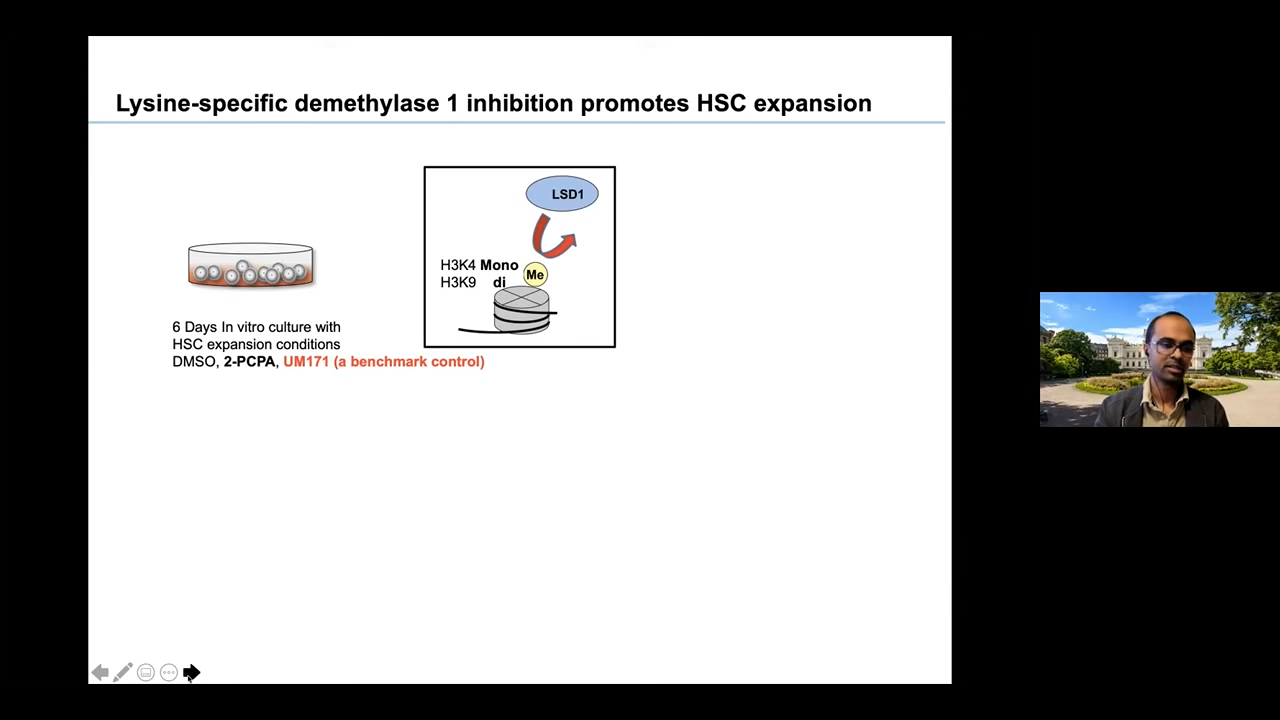 Lysine-specific demethylase 1 inhibition promotes HSC expansion
LSD1
H3K4 Mono
H3K9 di
Me
6 Days In vitro culture with
HSC expansion conditions
DMSO, 2-PCPA, UM171 (a benchmark control)